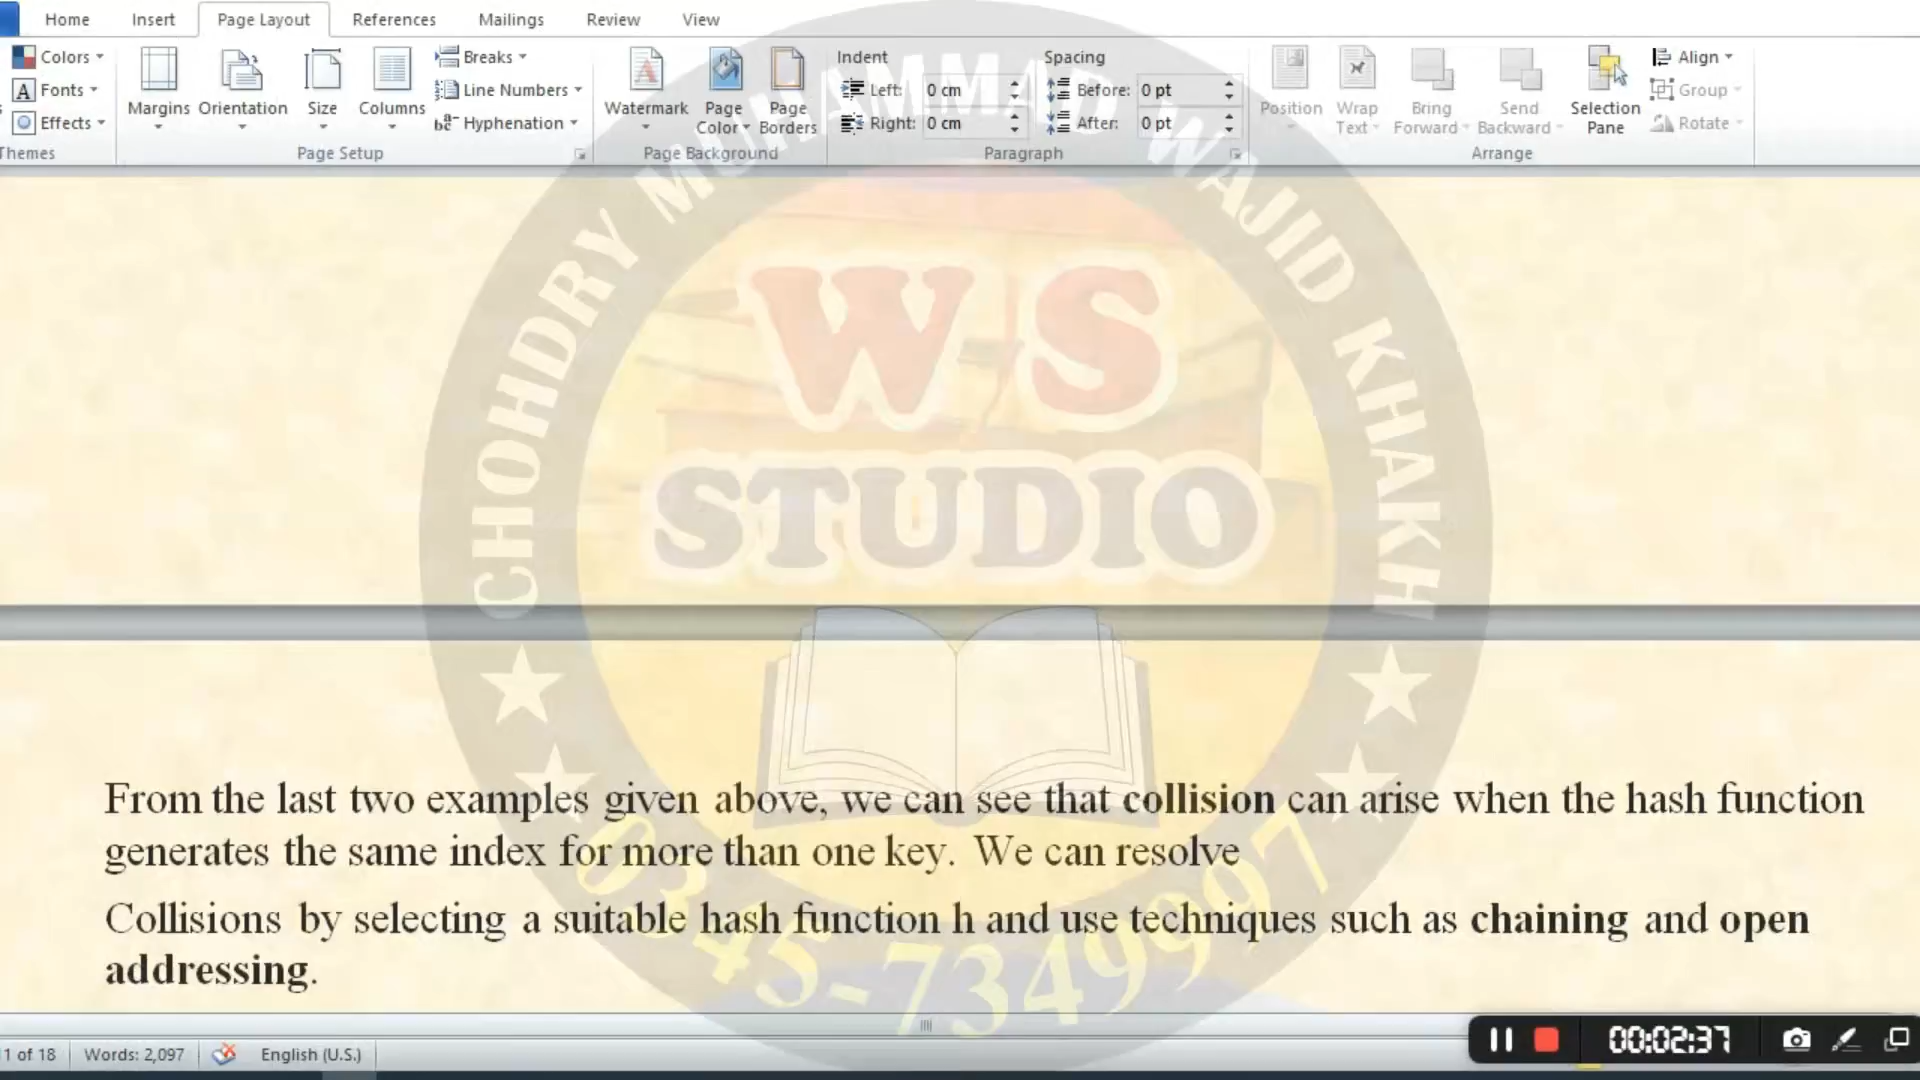 Home Insert Page Layout References Mailings Review View
Colors Breaks Indent Spacing Align
Fonts Line Numbers Left: 0 cm Before: 0 pt Group
Effects Margins Orientation Size Columns Hyphenation Watermark Page Color Page Borders Right: 0 cm After: 0 pt Position Wrap Text Bring Forward Send Backward Selection Pane Rotate
Themes Page Setup Page Background Paragraph Arrange
CHOHDRY MUHAMMAD WAJID KHAKH
WS
STUDIO
From the last two examples given above, we can see that collision can arise when the hash function
generates the same index for more than one key. We can resolve
Collisions by selecting a suitable hash function h and use techniques such as chaining and open
addressing.
0345-7349997
1 of 18 Words: 2,097 English (U.S.) 00:02:37